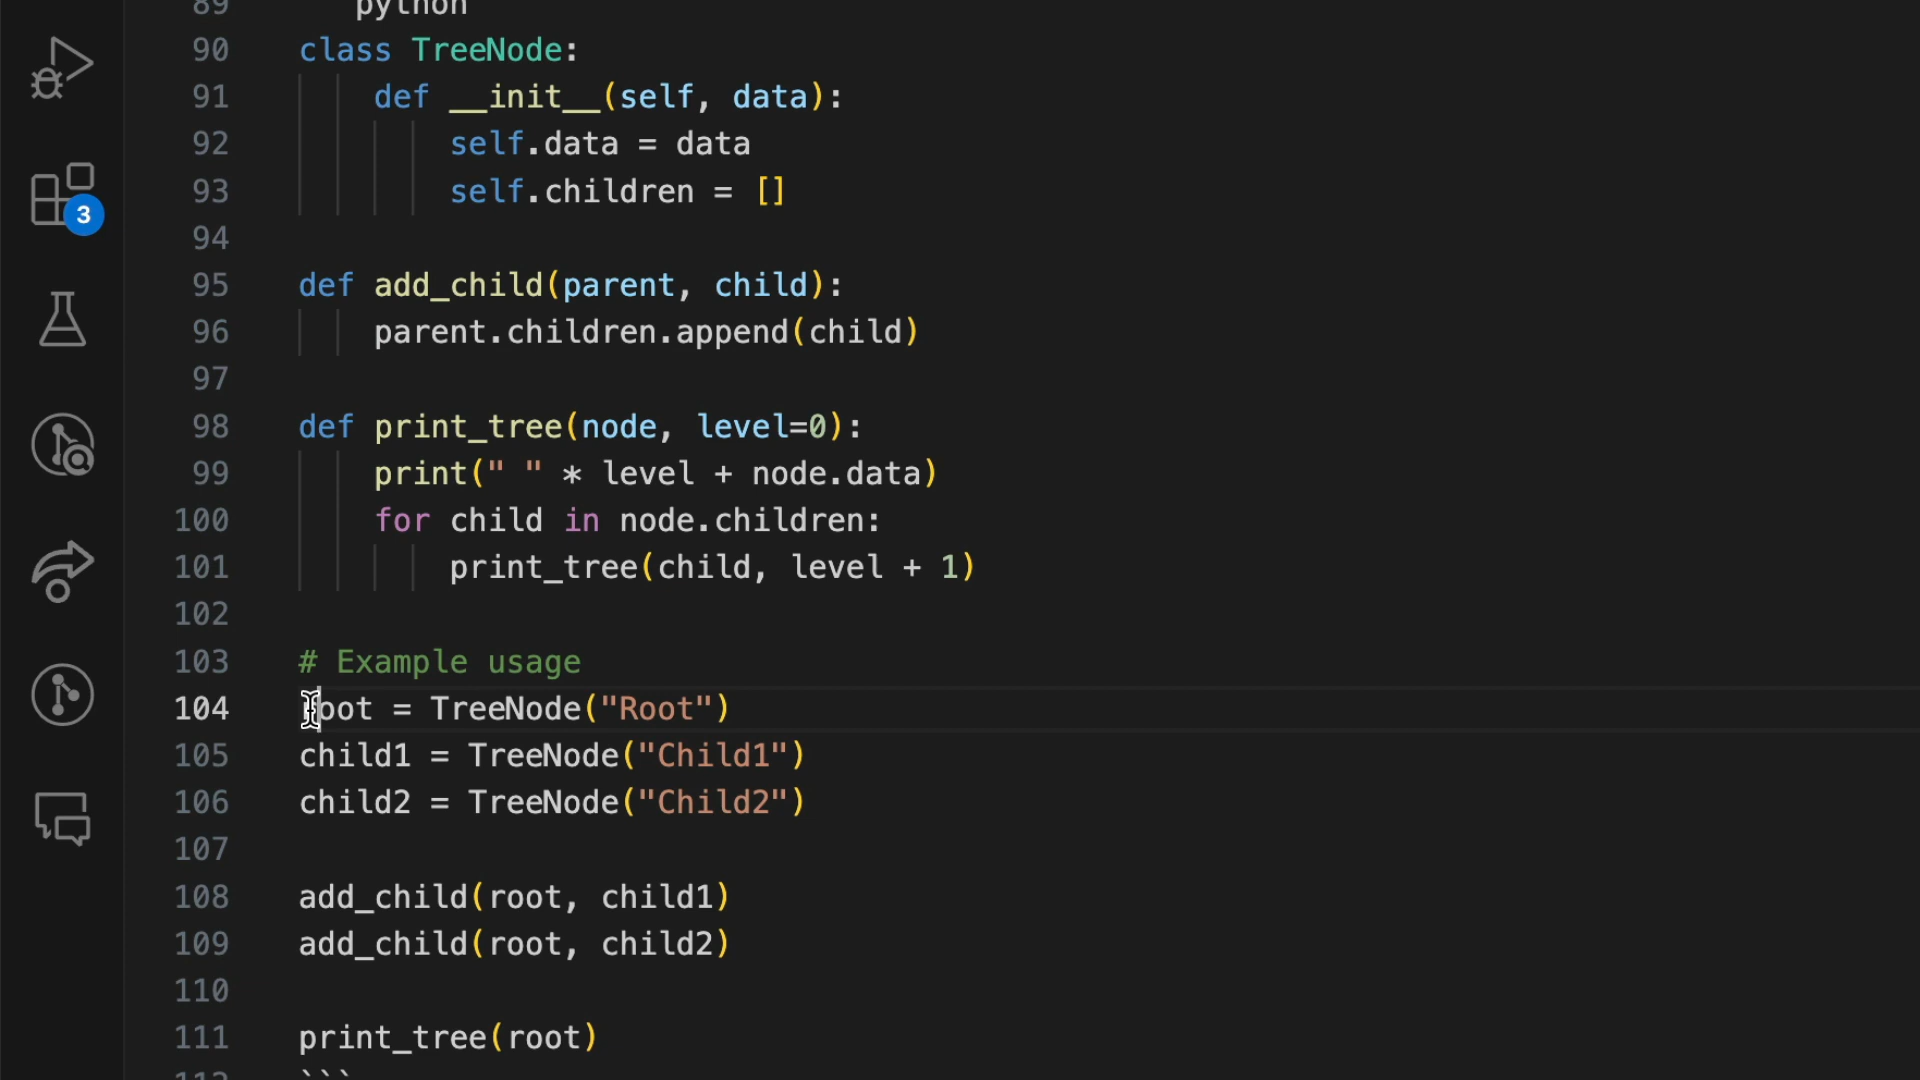 89 python
90 class TreeNode:
91 def __init__(self, data):
92 self.data = data
93 self.children = []
94
95 def add_child(parent, child):
96 parent.children.append(child)
97
98 def print_tree(node, level=0):
99 print(" " * level + node.data)
100 for child in node.children:
101 print_tree(child, level + 1)
102
103 # Example usage
104 root = TreeNode("Root")
105 child1 = TreeNode("Child1")
106 child2 = TreeNode("Child2")
107
108 add_child(root, child1)
109 add_child(root, child2)
110
111 print_tree(root)
112 ```
3